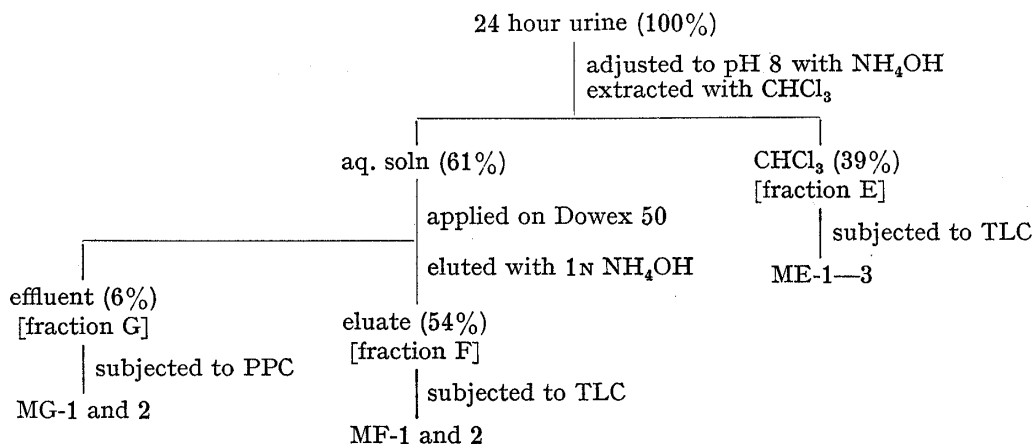 24 hour urine (100%)
adjusted to pH 8 with NH₄OH
extracted with CHCl₃
aq. soln (61%)
CHCl₃ (39%)
[fraction E]
applied on Dowex 50
subjected to TLC
eluted with 1N NH₄OH
ME-1—3
effluent (6%)
[fraction G]
eluate (54%)
[fraction F]
subjected to PPC
subjected to TLC
MG-1 and 2
MF-1 and 2